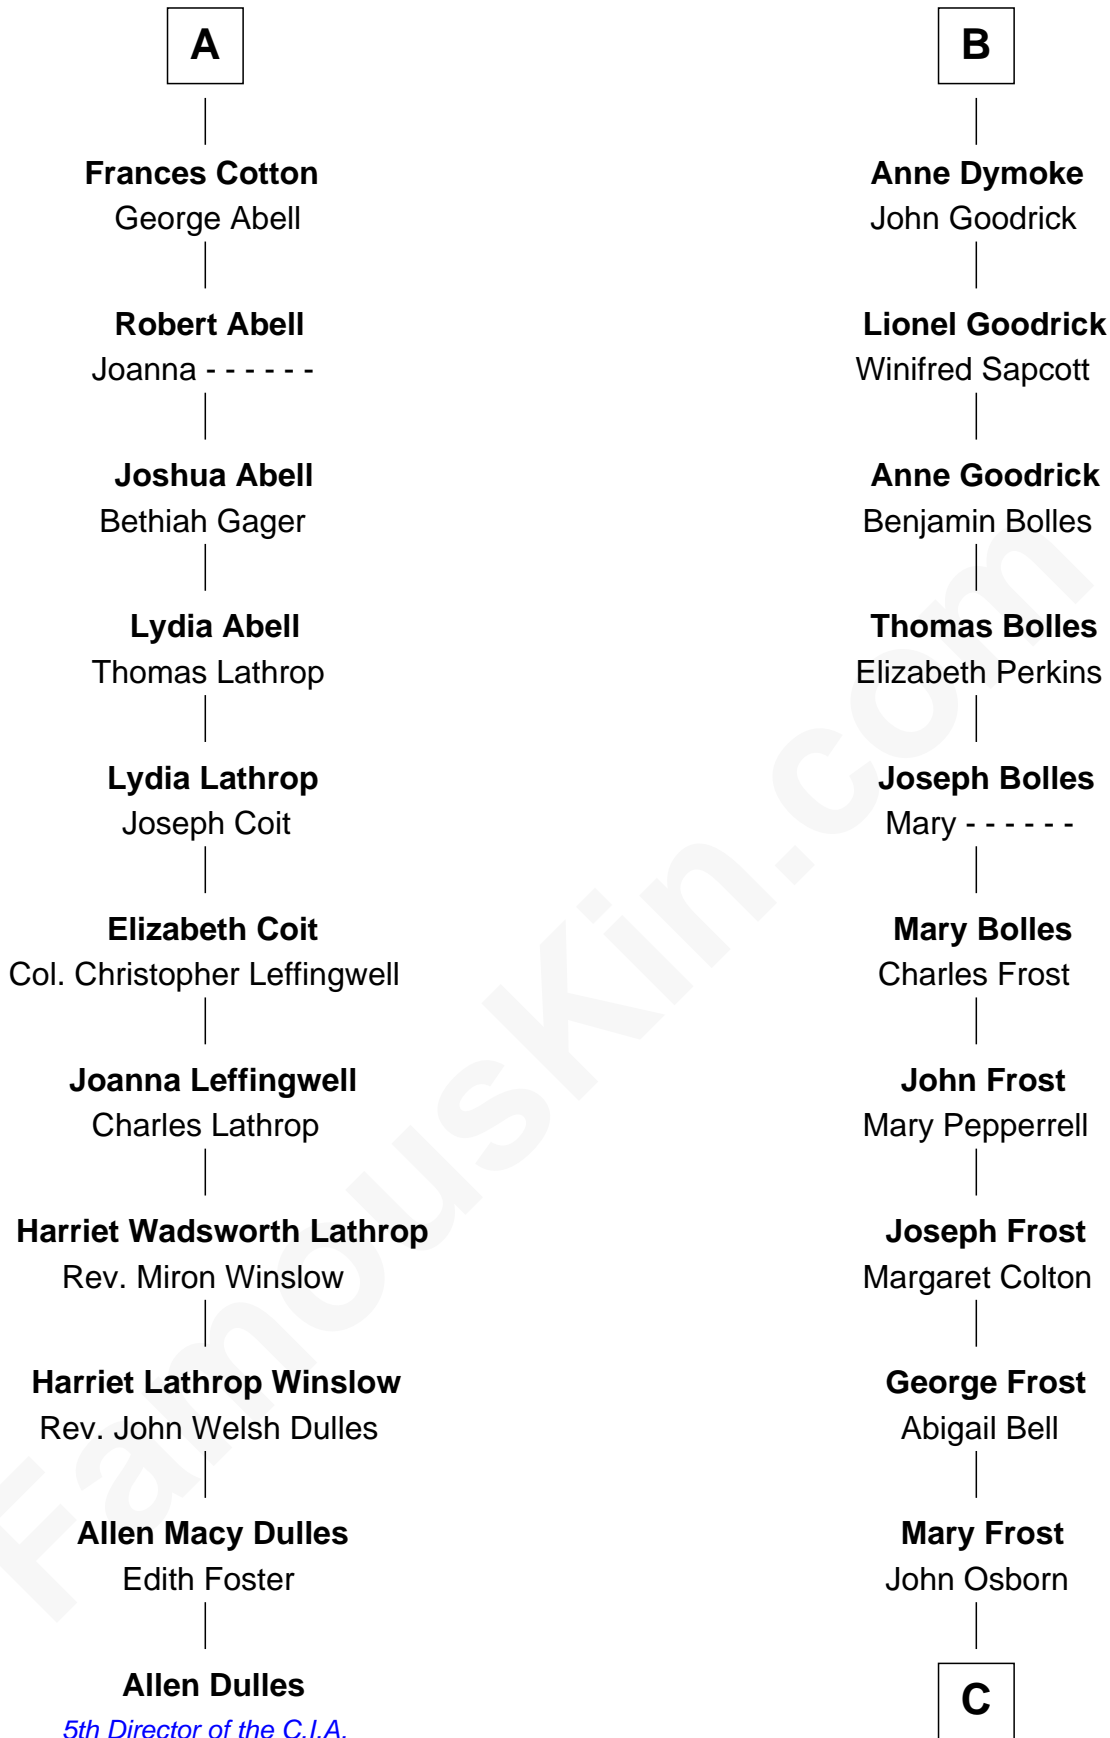 A
Frances Cotton
George Abell
Robert Abell
Joanna - - - - - -
Joshua Abell
Bethiah Gager
Lydia Abell
Thomas Lathrop
Lydia Lathrop
Joseph Coit
Elizabeth Coit
Col. Christopher Leffingwell
Joanna Leffingwell
Charles Lathrop
Harriet Wadsworth Lathrop
Rev. Miron Winslow
Harriet Lathrop Winslow
Rev. John Welsh Dulles
Allen Macy Dulles
Edith Foster
Allen Dulles
5th Director of the C.I.A.
B
Anne Dymoke
John Goodrick
Lionel Goodrick
Winifred Sapcott
Anne Goodrick
Benjamin Bolles
Thomas Bolles
Elizabeth Perkins
Joseph Bolles
Mary - - - - - -
Mary Bolles
Charles Frost
John Frost
Mary Pepperrell
Joseph Frost
Margaret Colton
George Frost
Abigail Bell
Mary Frost
John Osborn
C
FamousKin.com